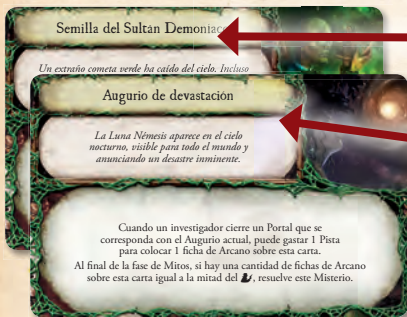 Semilla del Sultán Demoníaco
Un extraño cometa verde ha caído del cielo. Incluso
Augurio de devastación
La Luna Némesis aparece en el cielo
nocturno, visible para todo el mundo y
anunciando un desastre inminente.
Cuando un investigador cierre un Portal que se
corresponda con el Augurio actual, puede gastar 1 Pista
para colocar 1 ficha de Arcano sobre esta carta.
Al final de la fase de Mitos, si hay una cantidad de fichas de Arcano
sobre esta carta igual a la mitad del , resuelve este Misterio.